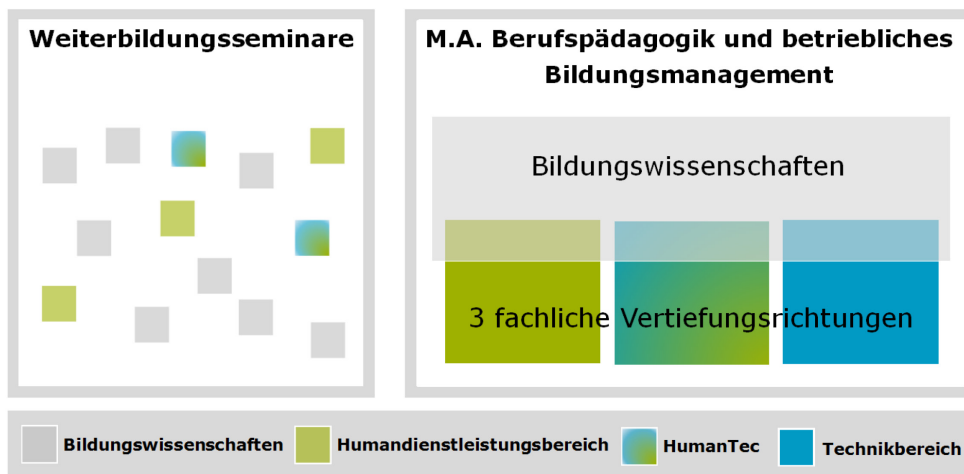 Weiterbildungsseminare
M.A. Berufspädagogik und betriebliches
Bildungsmanagement
Bildungswissenschaften
3 fachliche Vertiefungsrichtungen
Bildungswissenschaften
Humandienstleistungsbereich
HumanTec
Technikbereich